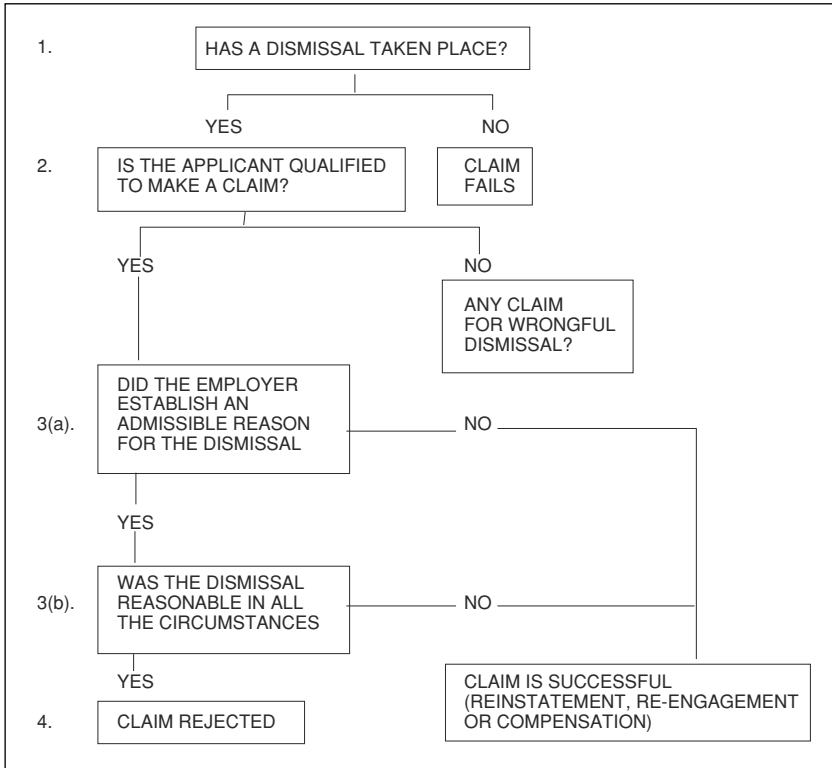 1. HAS A DISMISSAL TAKEN PLACE?
YES NO
2. IS THE APPLICANT QUALIFIED
TO MAKE A CLAIM?
CLAIM
FAILS
YES NO
ANY CLAIM
FOR WRONGFUL
DISMISSAL?
3(a). DID THE EMPLOYER
ESTABLISH AN
ADMISSIBLE REASON
FOR THE DISMISSAL
NO
YES
3(b). WAS THE DISMISSAL
REASONABLE IN ALL
THE CIRCUMSTANCES
NO
YES
CLAIM IS SUCCESSFUL
(REINSTATEMENT, RE-ENGAGEMENT
OR COMPENSATION)
4. CLAIM REJECTED